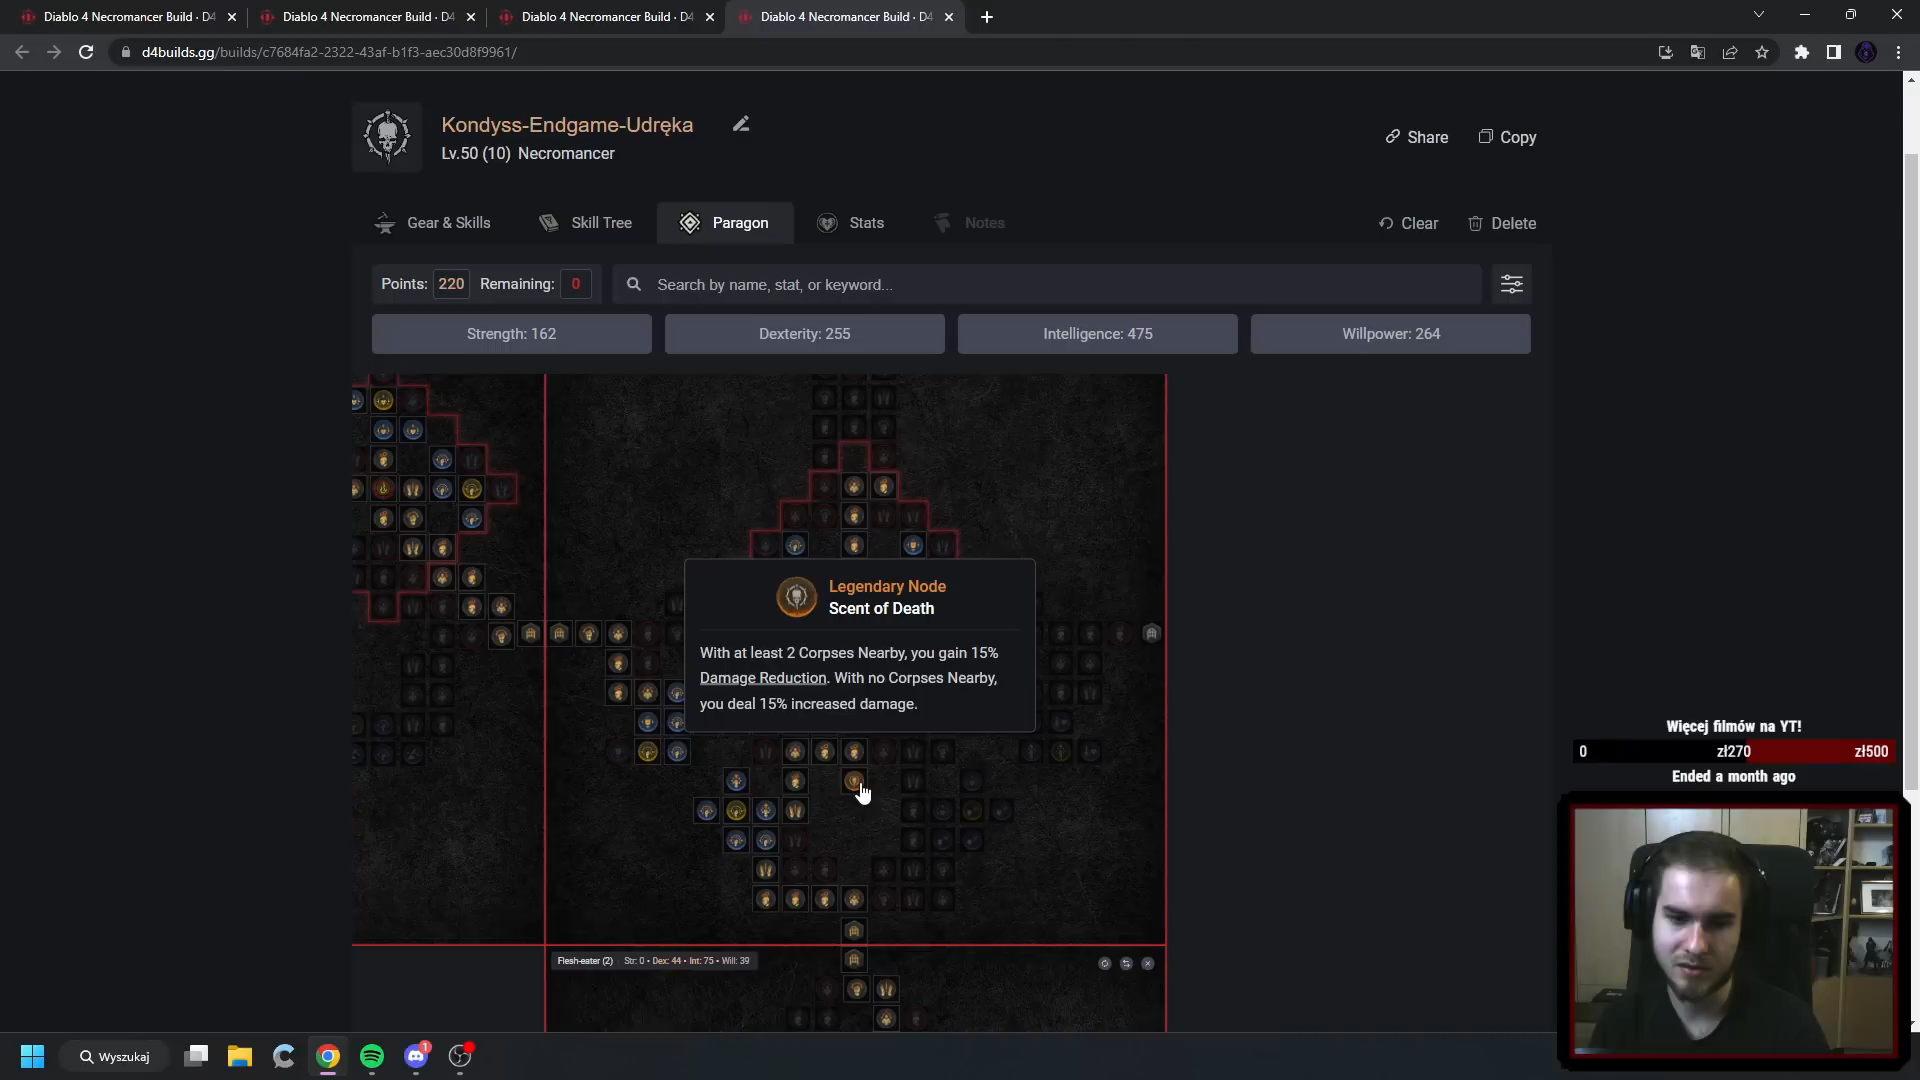 Diablo 4 Necromancer Build · D4
Diablo 4 Necromancer Build · D4
Diablo 4 Necromancer Build · D4
Diablo 4 Necromancer Build · D4
d4builds.gg/builds/c7684fa2-2322-43af-b1f3-aec30d8f9961/
Kondyss-Endgame-Udręka
Lv.50 (10) Necromancer
Share
Copy
Gear & Skills
Skill Tree
Paragon
Stats
Notes
Clear
Delete
Points: 220 Remaining: 0
Search by name, stat, or keyword...
Strength: 162
Dexterity: 255
Intelligence: 475
Willpower: 264
Legendary Node
Scent of Death
With at least 2 Corpses Nearby, you gain 15%
Damage Reduction. With no Corpses Nearby,
you deal 15% increased damage.
Flesh-eater (2) Str: 0 • Dex: 44 • Int: 75 • Will: 39
Więcej filmów na YT!
0 zł270 zł500
Ended a month ago
Wyszukaj
1